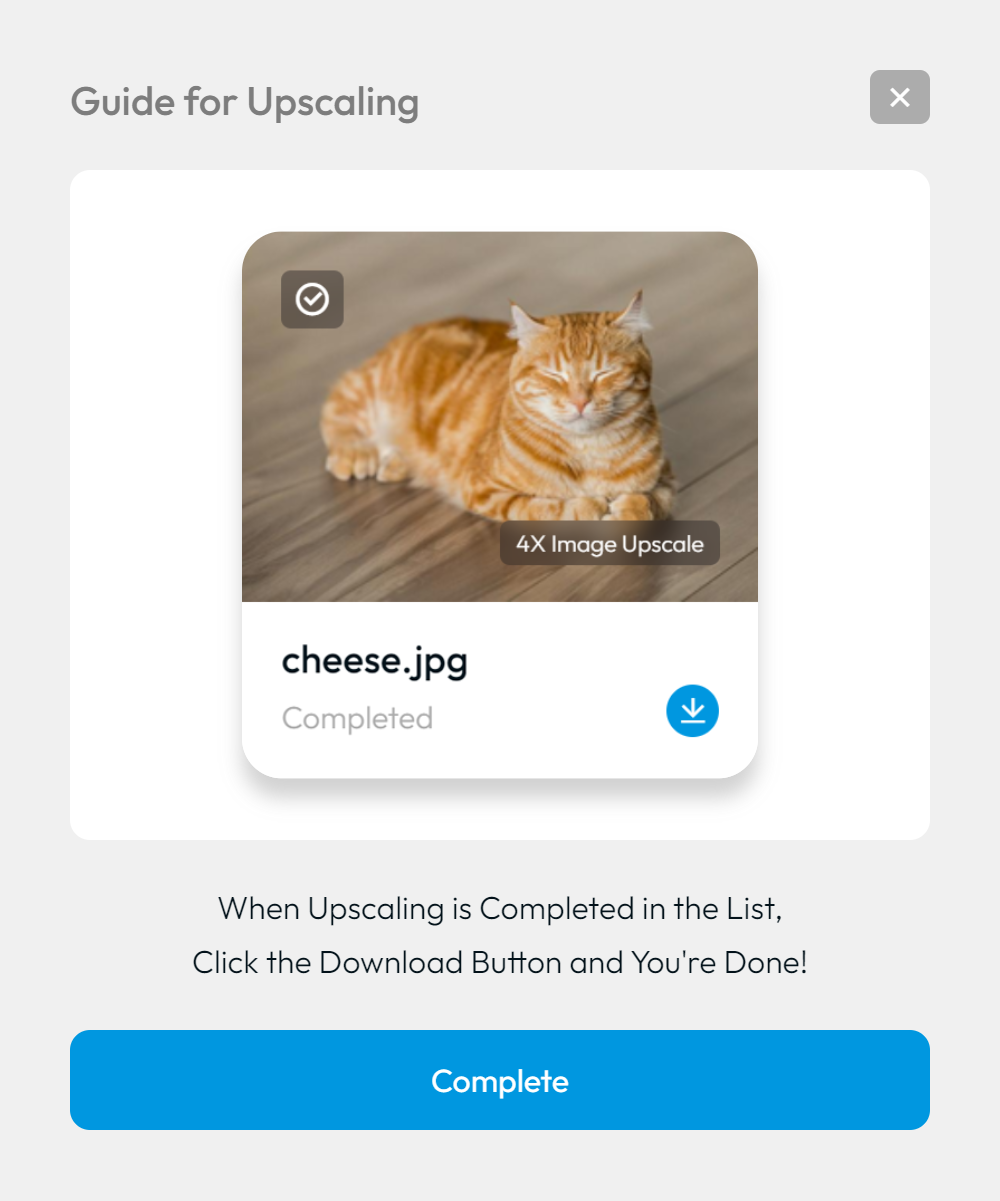 Guide for Upscaling
4X Image Upscale
cheese.jpg
Completed
When Upscaling is Completed in the List,
Click the Download Button and You're Done!
Complete